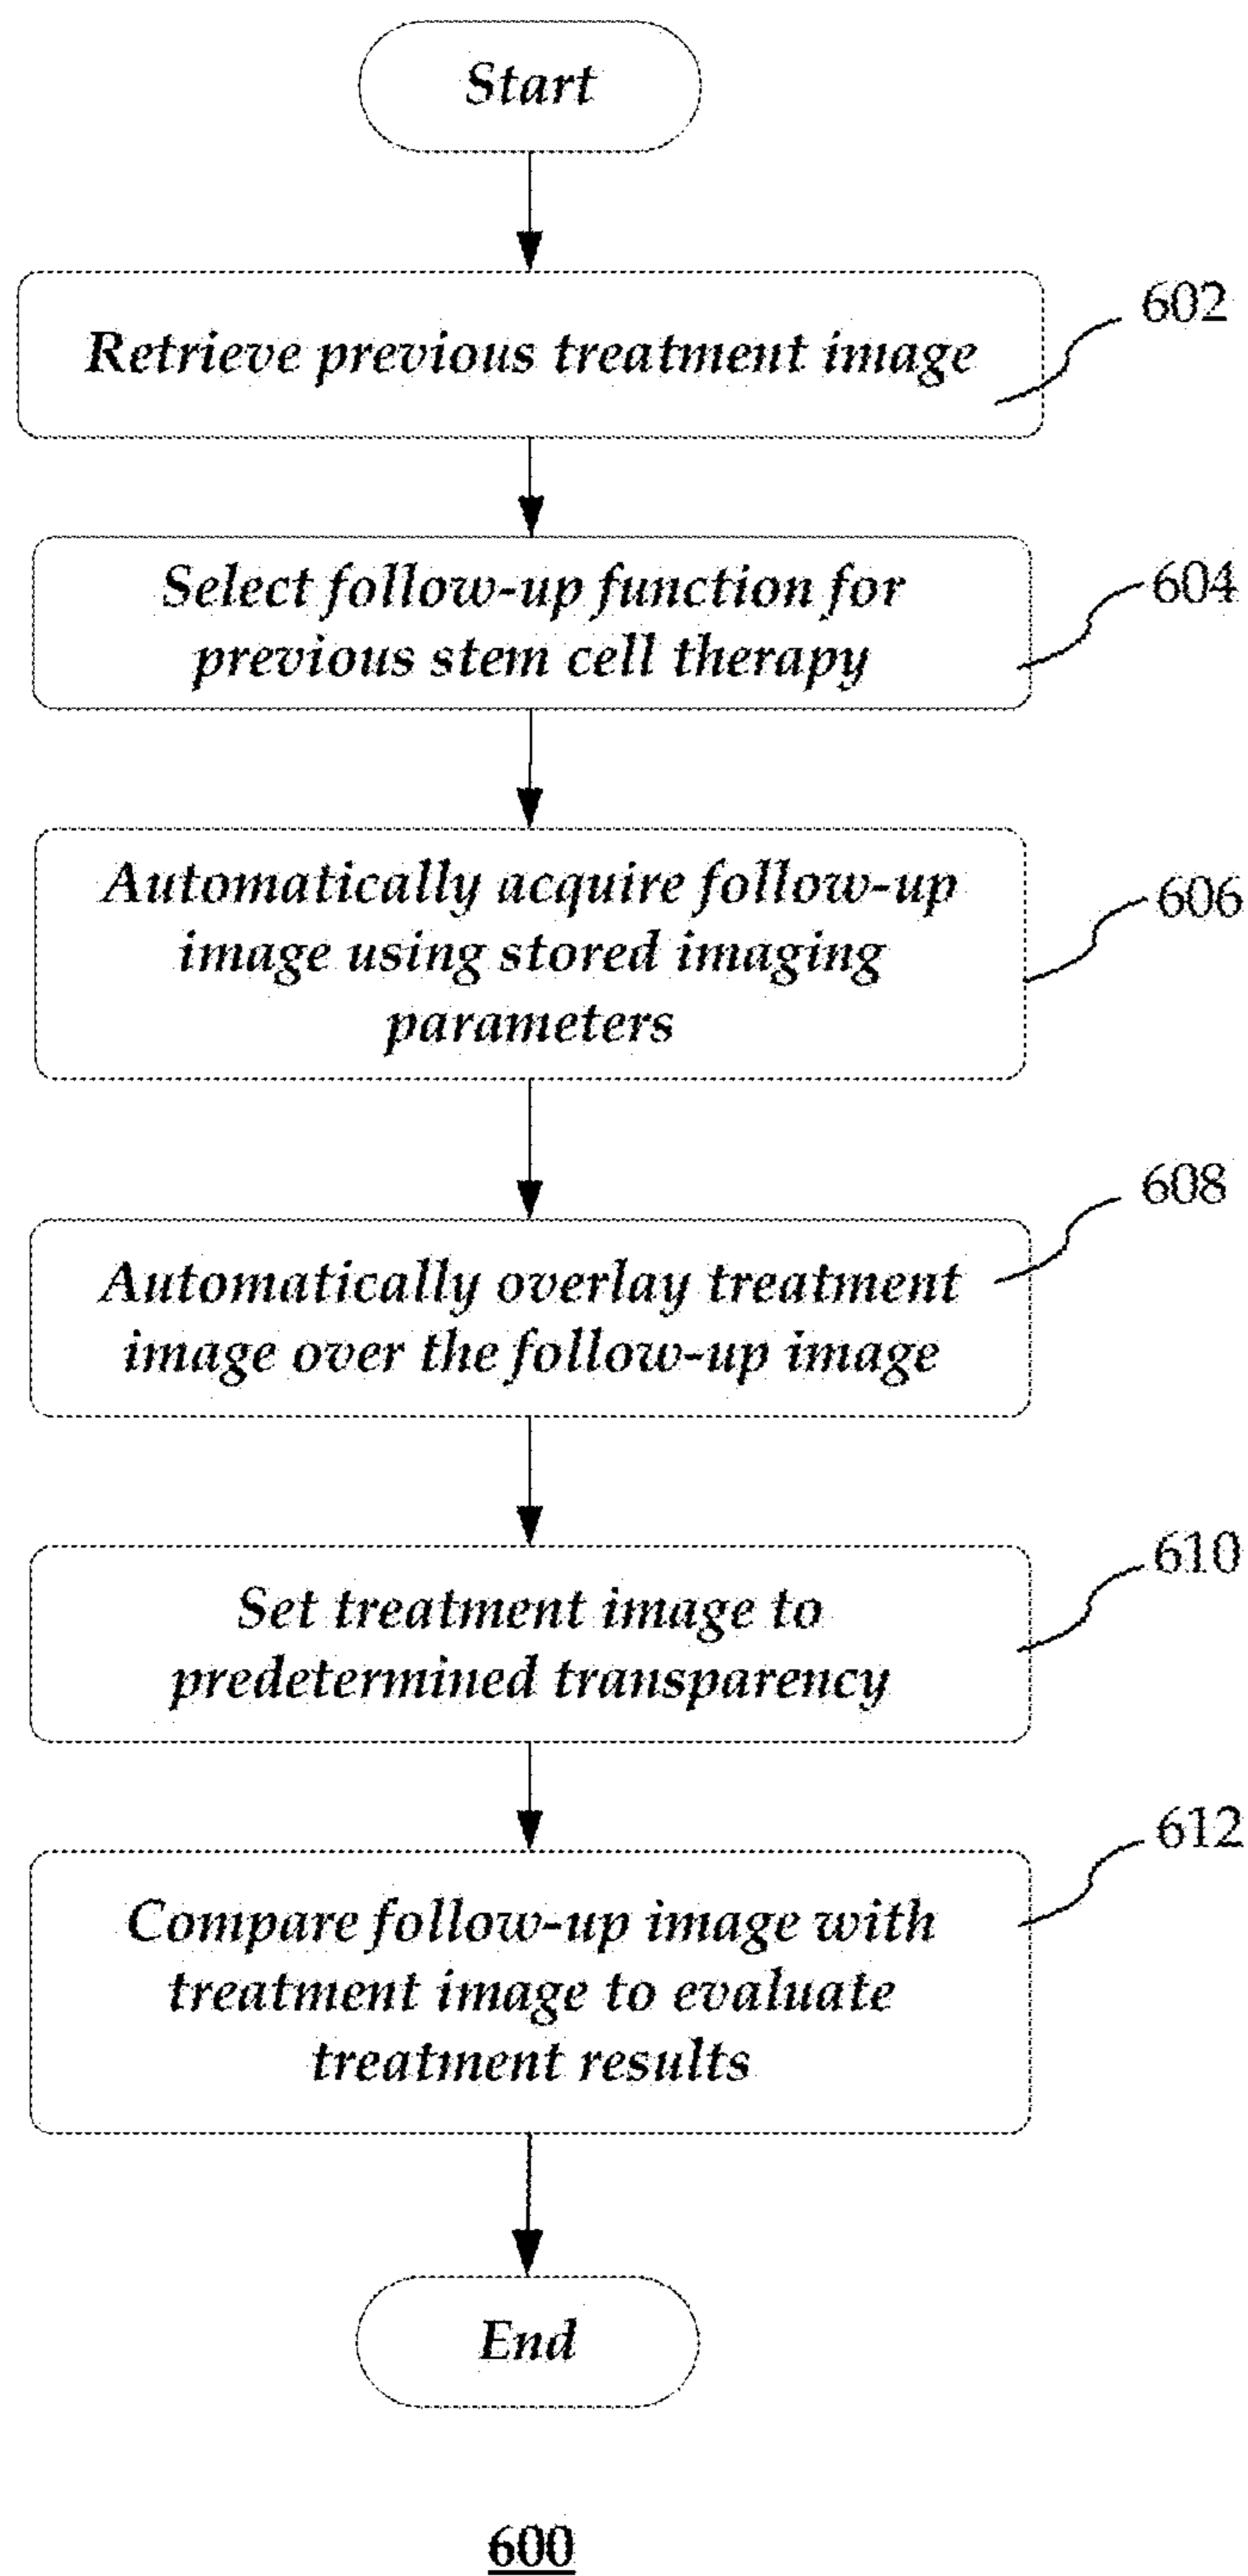 Start
Retrieve previous treatment image
602
Select follow-up function for
previous stem cell therapy
604
Automatically acquire follow-up
image using stored imaging
parameters
606
Automatically overlay treatment
image over the follow-up image
608
Set treatment image to
predetermined transparency
610
Compare follow-up image with
treatment image to evaluate
treatment results
612
End
600